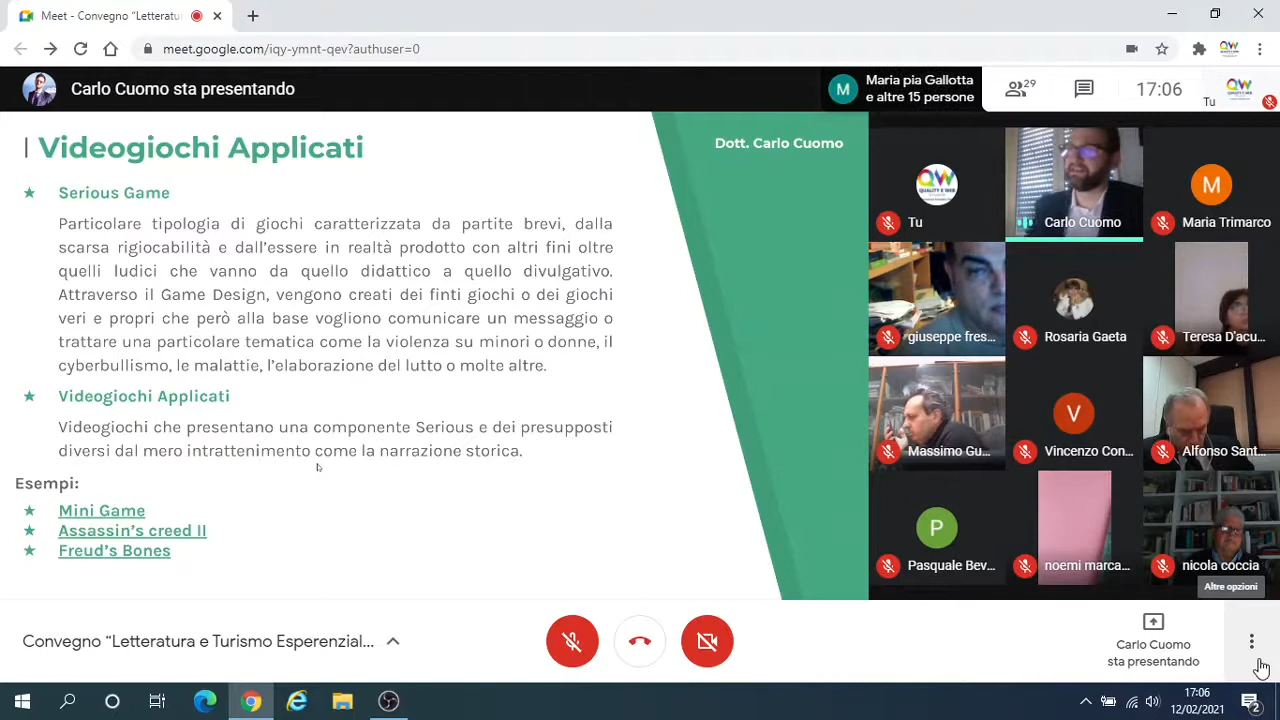 Meet - Convegno “Letteratu
meet.google.com/iqy-ymnt-qev?authuser=0
Carlo Cuomo sta presentando
M
Maria pia Gallotta
e altre 15 persone
29
17:06
Tu
QW
Videogiochi Applicati
Dott. Carlo Cuomo
Serious Game
Particolare tipologia di giochi caratterizzata da partite brevi, dalla
scarsa rigiocabilità e dall’essere in realtà prodotto con altri fini oltre
quelli ludici che vanno da quello didattico a quello divulgativo.
Attraverso il Game Design, vengono creati dei finti giochi o dei giochi
veri e propri che però alla base vogliono comunicare un messaggio o
trattare una particolare tematica come la violenza su minori o donne, il
cyberbullismo, le malattie, l’elaborazione del lutto o molte altre.
Videogiochi Applicati
Videogiochi che presentano una componente Serious e dei presupposti
diversi dal mero intrattenimento come la narrazione storica.
Esempi:
Mini Game
Assassin’s creed II
Freud’s Bones
QW
QUALITY E WEB
Tu
Carlo Cuomo
M
Maria Trimarco
giuseppe fres...
Rosaria Gaeta
Teresa D'acu...
Massimo Gu...
V
Vincenzo Con...
Alfonso Sant...
P
Pasquale Bev...
noemi marca...
nicola coccia
Altre opzioni
Convegno “Letteratura e Turismo Esperenzial...
Carlo Cuomo
sta presentando
17:06
12/02/2021
2